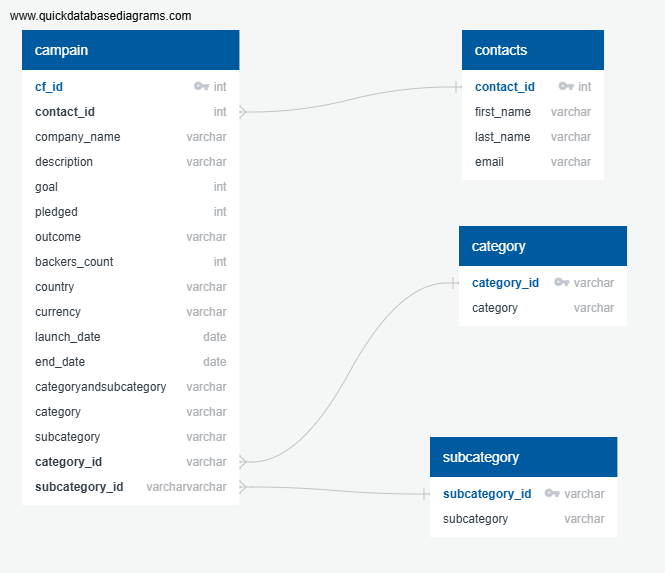 www.quickdatabasediagrams.com
campain
cf_id int
contact_id int
company_name varchar
description varchar
goal int
pledged int
outcome varchar
backers_count int
country varchar
currency varchar
launch_date date
end_date date
categoryandsubcategory varchar
category varchar
subcategory varchar
category_id varchar
subcategory_id varcharvarchar
contacts
contact_id int
first_name varchar
last_name varchar
email varchar
category
category_id varchar
category varchar
subcategory
subcategory_id varchar
subcategory varchar